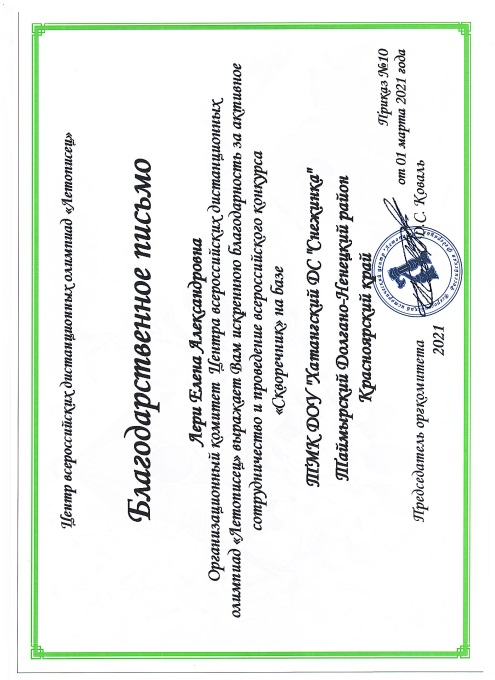 Центр всероссийских дистанционных олимпиад «Летописец»
Благодарственное письмо
Лери Елена Александровна
Организационный комитет Центра всероссийских дистанционных
олимпиад «Летописец» выражает Вам искреннюю благодарность за активное
сотрудничество и проведение всероссийского конкурса
«Скворечник» на базе
ТМК ДОУ "Хатангский ДС "Снежинка"
Таймырский Долгано-Ненецкий район
Красноярский край
Приказ №10
от 01 марта 2021 года
Председатель оргкомитета
С. Коваль
2021